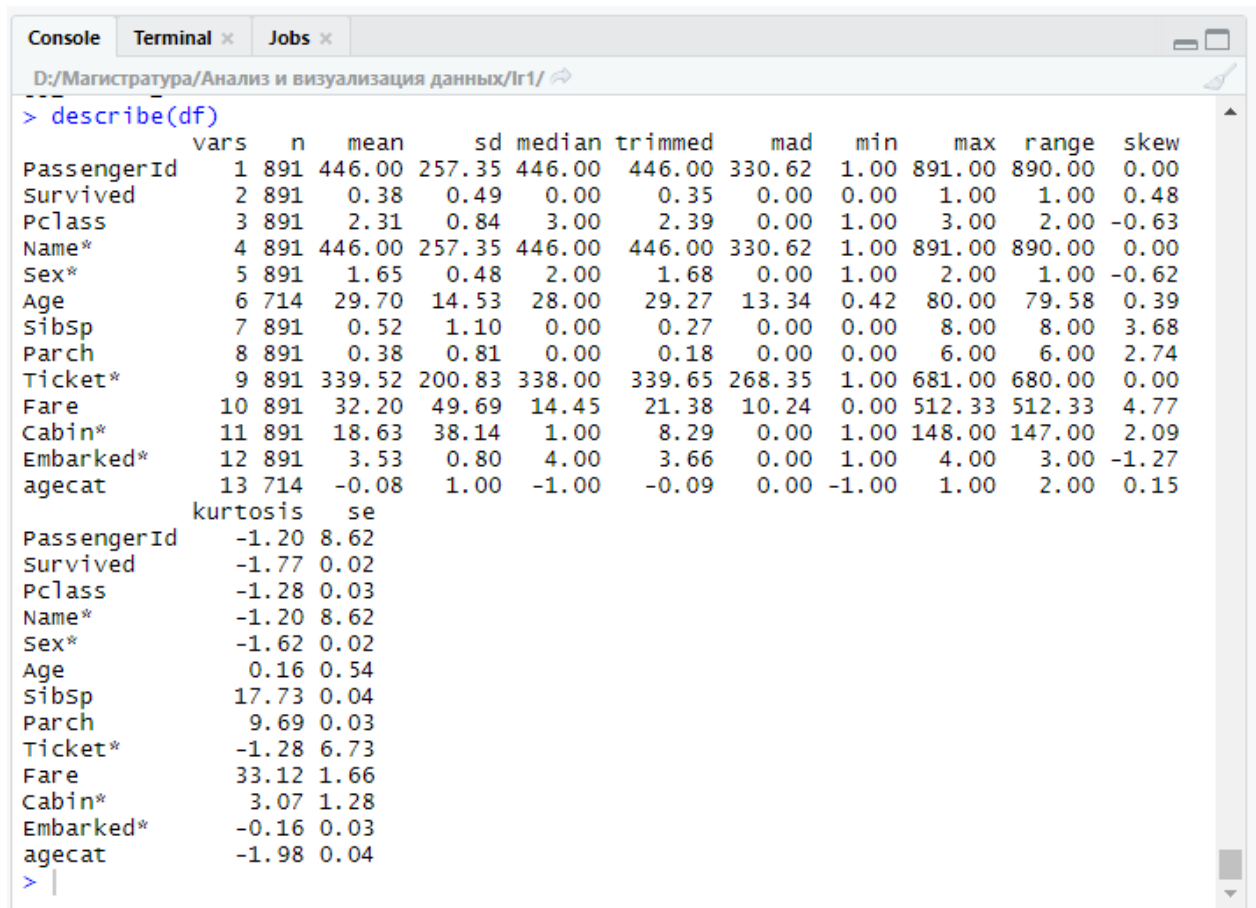 Console Terminal × Jobs ×
D:/Магистратура/Анализ и визуализация данных/lr1/
> describe(df)
            vars   n   mean     sd median trimmed    mad   min    max  range  skew
PassengerId    1 891 446.00 257.35 446.00  446.00 330.62  1.00 891.00 890.00  0.00
Survived       2 891   0.38   0.49   0.00    0.35   0.00  0.00   1.00   1.00  0.48
Pclass         3 891   2.31   0.84   3.00    2.39   0.00  1.00   3.00   2.00 -0.63
Name*          4 891 446.00 257.35 446.00  446.00 330.62  1.00 891.00 890.00  0.00
Sex*           5 891   1.65   0.48   2.00    1.68   0.00  1.00   2.00   1.00 -0.62
Age            6 714  29.70  14.53  28.00   29.27  13.34  0.42  80.00  79.58  0.39
SibSp          7 891   0.52   1.10   0.00    0.27   0.00  0.00   8.00   8.00  3.68
Parch          8 891   0.38   0.81   0.00    0.18   0.00  0.00   6.00   6.00  2.74
Ticket*        9 891 339.52 200.83 338.00  339.65 268.35  1.00 681.00 680.00  0.00
Fare          10 891  32.20  49.69  14.45   21.38  10.24  0.00 512.33 512.33  4.77
Cabin*        11 891  18.63  38.14   1.00    8.29   0.00  1.00 148.00 147.00  2.09
Embarked*     12 891   3.53   0.80   4.00    3.66   0.00  1.00   4.00   3.00 -1.27
agecat        13 714  -0.08   1.00  -1.00   -0.09   0.00 -1.00   1.00   2.00  0.15
            kurtosis   se
PassengerId    -1.20 8.62
Survived       -1.77 0.02
Pclass         -1.28 0.03
Name*          -1.20 8.62
Sex*           -1.62 0.02
Age             0.16 0.54
SibSp          17.73 0.04
Parch           9.69 0.03
Ticket*        -1.28 6.73
Fare           33.12 1.66
Cabin*          3.07 1.28
Embarked*      -0.16 0.03
agecat         -1.98 0.04
>